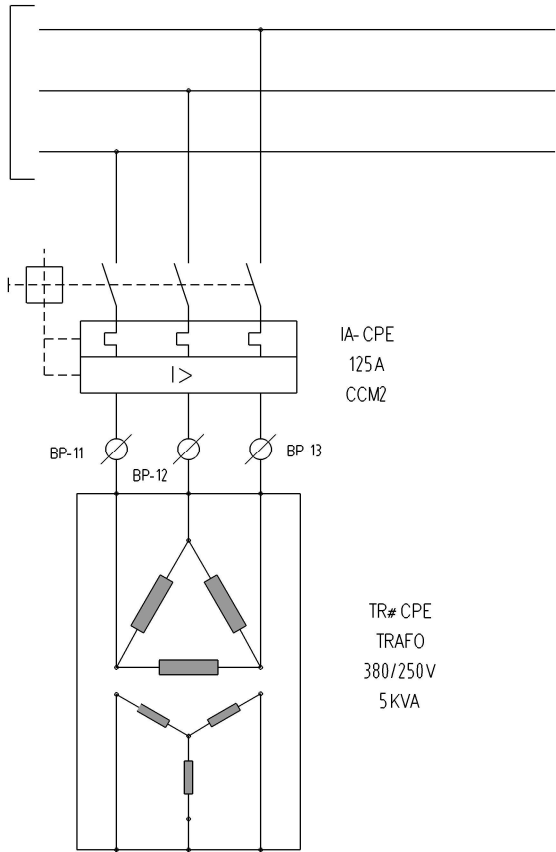 IA-CPE
125A
CCM2
I>
BP-11
BP-12
BP 13
TR# CPE
TRAFO
380/250V
5KVA